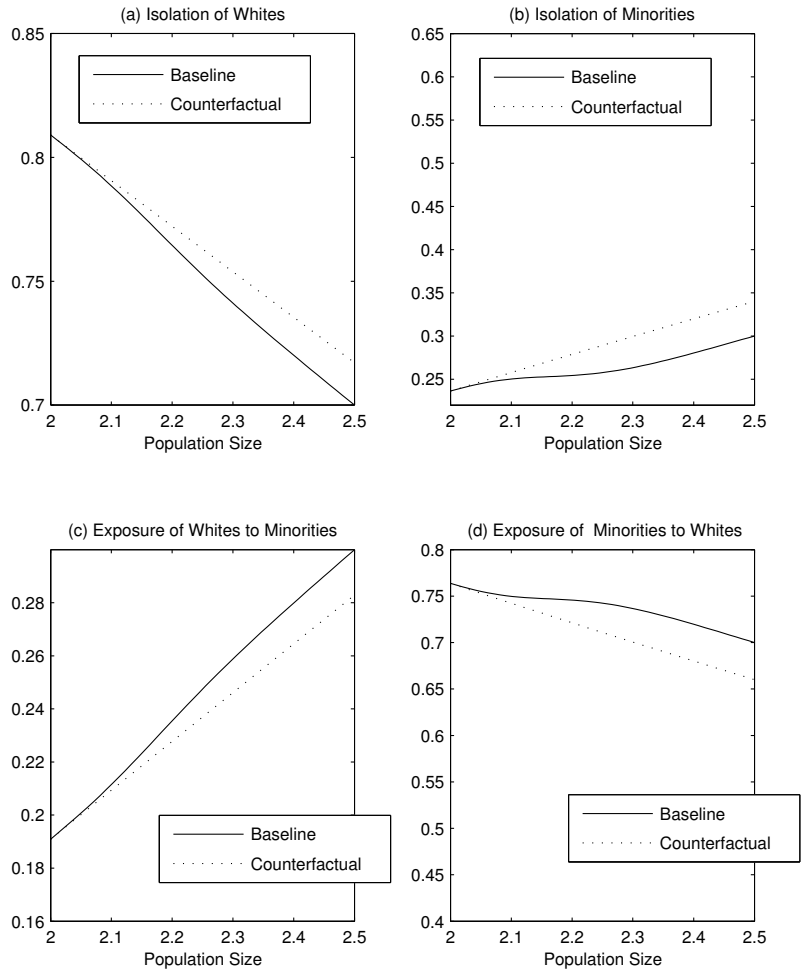 (a) Isolation of Whites
0.85
0.8
0.75
0.7
Baseline
Counterfactual
2 2.1 2.2 2.3 2.4 2.5
Population Size
(b) Isolation of Minorities
0.65
0.6
0.55
0.5
0.45
0.4
0.35
0.3
0.25
Baseline
Counterfactual
2 2.1 2.2 2.3 2.4 2.5
Population Size
(c) Exposure of Whites to Minorities
0.28
0.26
0.24
0.22
0.2
0.18
0.16
Baseline
Counterfactual
2 2.1 2.2 2.3 2.4 2.5
Population Size
(d) Exposure of  Minorities to Whites
0.8
0.75
0.7
0.65
0.6
0.55
0.5
0.45
0.4
Baseline
Counterfactual
2 2.1 2.2 2.3 2.4 2.5
Population Size